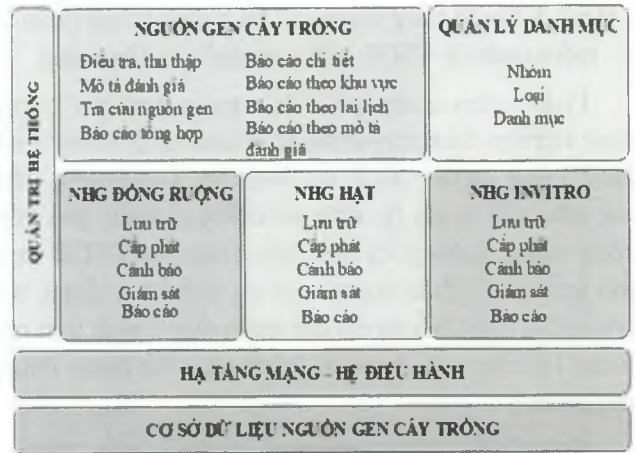 QUẢN TRỊ HỆ THỐNG
NGUỒN GEN CÂY TRỒNG
Điều tra, thu thập
Mô tả đánh giá
Tra cứu nguồn gen
Báo cáo tổng hợp
Báo cáo chi tiết
Báo cáo theo khu vực
Báo cáo theo lai lịch
Báo cáo theo mô tả
đánh giá
QUẢN LÝ DANH MỤC
Nhóm
Loại
Danh mục
NHG ĐỒNG RUỘNG
Lưu trữ
Cấp phát
Cảnh báo
Giám sát
Báo cáo
NHG HẠT
Lưu trữ
Cấp phát
Cảnh báo
Giám sát
Báo cáo
NHG INVITRO
Lưu trữ
Cấp phát
Cảnh báo
Giám sát
Báo cáo
HẠ TẦNG MẠNG - HỆ ĐIỀU HÀNH
CƠ SỞ DỮ LIỆU NGUỒN GEN CÂY TRỒNG